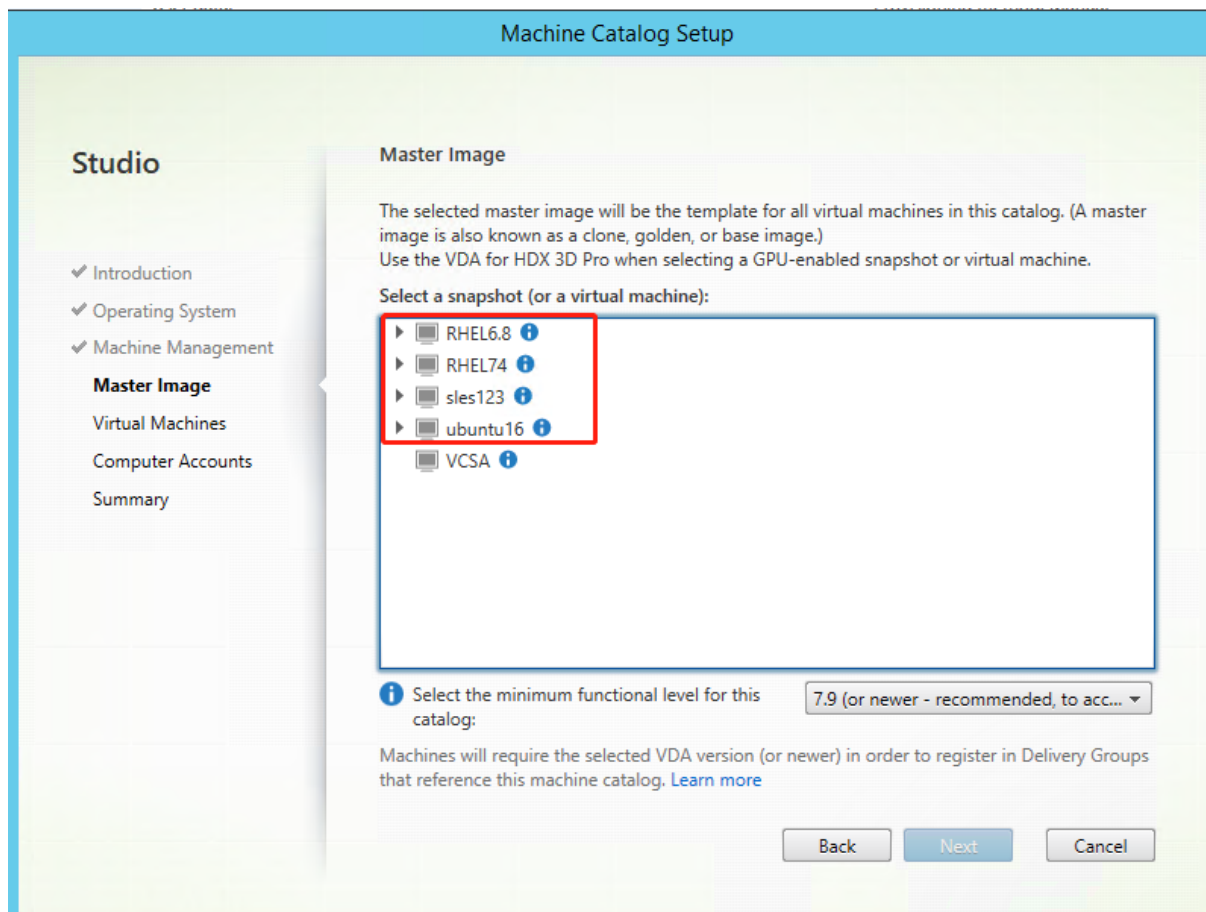 Machine Catalog Setup
Studio
Introduction
Operating System
Machine Management
Master Image
Virtual Machines
Computer Accounts
Summary
Master Image
The selected master image will be the template for all virtual machines in this catalog. (A master
image is also known as a clone, golden, or base image.)
Use the VDA for HDX 3D Pro when selecting a GPU-enabled snapshot or virtual machine.
Select a snapshot (or a virtual machine):
RHEL6.8
RHEL74
sles123
ubuntu16
VCSA
Select the minimum functional level for this
catalog:
7.9 (or newer - recommended, to acc...
Machines will require the selected VDA version (or newer) in order to register in Delivery Groups
that reference this machine catalog. Learn more
Back
Next
Cancel